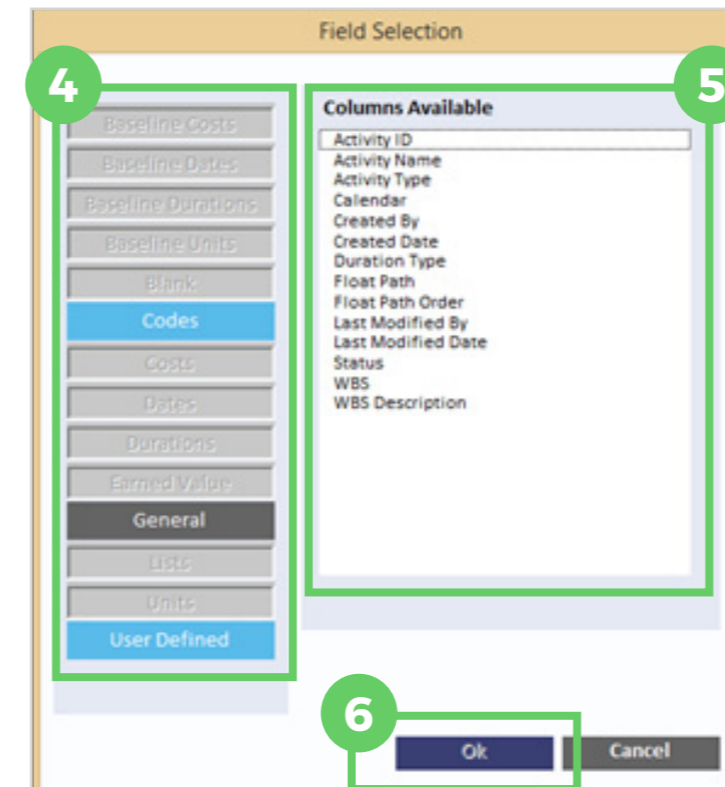 Field Selection
4
5
Baseline Costs
Baseline Dates
Baseline Durations
Baseline Units
Blank
Codes
Costs
Dates
Durations
Earned Value
General
Lists
Units
User Defined
Columns Available
Activity ID
Activity Name
Activity Type
Calendar
Created By
Created Date
Duration Type
Float Path
Float Path Order
Last Modified By
Last Modified Date
Status
WBS
WBS Description
6
Ok
Cancel